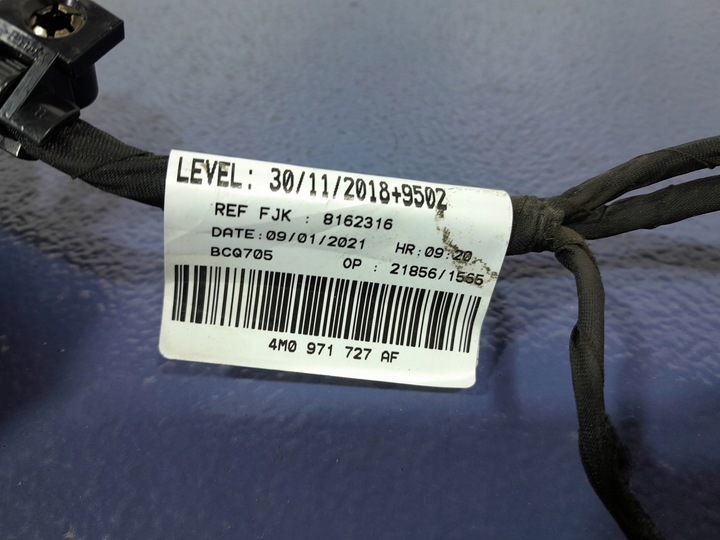 LEVEL: 30/11/2018+9502
REF FJK : 8162316
DATE:09/01/2021 HR:09:20
BCQ705 OP : 21856/1565
4M0 971 727 AF